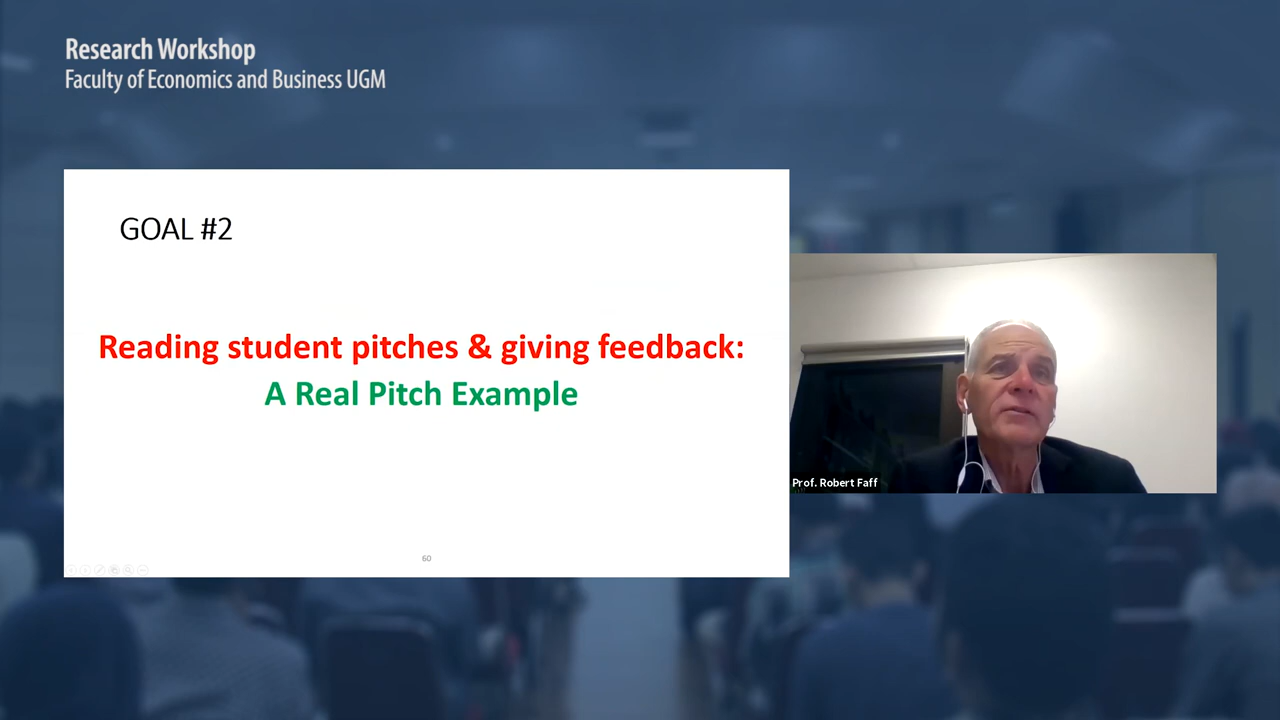 Research Workshop
Faculty of Economics and Business UGM
GOAL #2
Reading student pitches & giving feedback:
A Real Pitch Example
60
Prof. Robert Faff